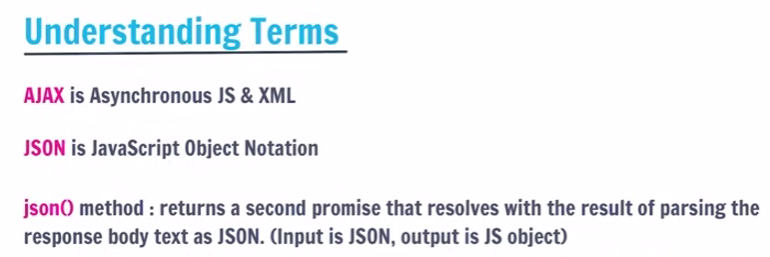 Understanding Terms
AJAX is Asynchronous JS & XML
JSON is JavaScript Object Notation
json() method : returns a second promise that resolves with the result of parsing the
response body text as JSON. (Input is JSON, output is JS object)